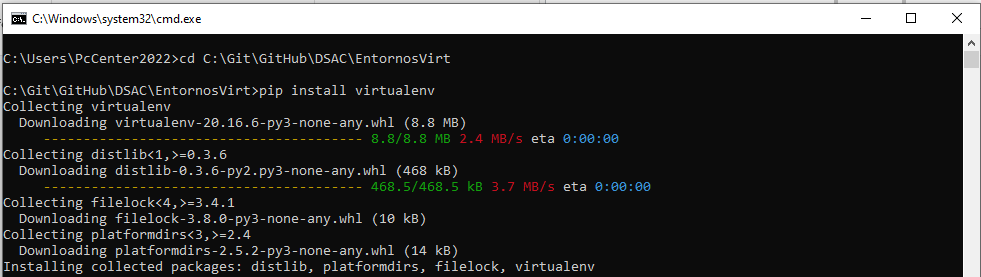 C:\Windows\system32\cmd.exe
C:\Users\PcCenter2022>cd C:\Git\GitHub\DSAC\EntornosVirt
C:\Git\GitHub\DSAC\EntornosVirt>pip install virtualenv
Collecting virtualenv
  Downloading virtualenv-20.16.6-py3-none-any.whl (8.8 MB)
     ---------------------------------------- 8.8/8.8 MB 2.4 MB/s eta 0:00:00
Collecting distlib<1,>=0.3.6
  Downloading distlib-0.3.6-py2.py3-none-any.whl (468 kB)
     ---------------------------------------- 468.5/468.5 kB 3.7 MB/s eta 0:00:00
Collecting filelock<4,>=3.4.1
  Downloading filelock-3.8.0-py3-none-any.whl (10 kB)
Collecting platformdirs<3,>=2.4
  Downloading platformdirs-2.5.2-py3-none-any.whl (14 kB)
Installing collected packages: distlib, platformdirs, filelock, virtualenv